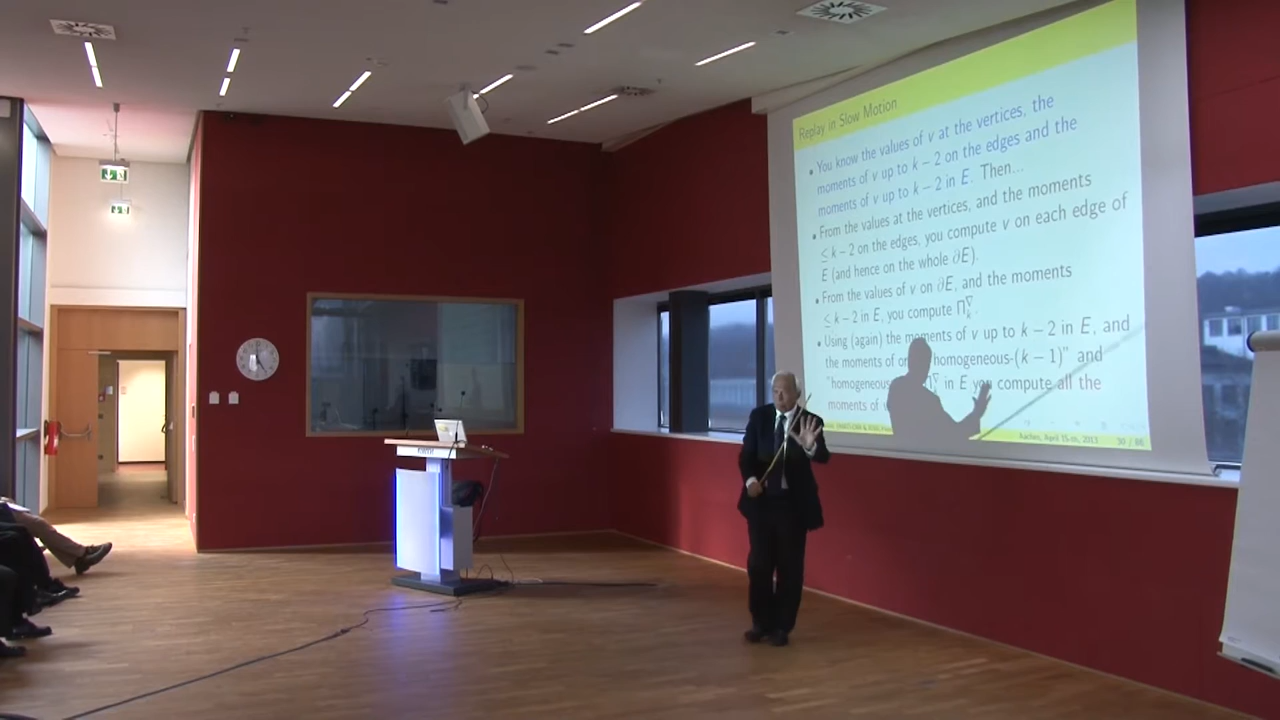 Replay in Slow Motion
• You know the values of v at the vertices, the
moments of v up to k − 2 on the edges and the
moments of v up to k − 2 in E. Then...
• From the values at the vertices, and the moments
≤ k − 2 on the edges, you compute v on each edge of
E (and hence on the whole ∂E).
• From the values of v on ∂E, and the moments
≤ k − 2 in E, you compute Π∇k.
• Using (again) the moments of v up to k − 2 in E, and
the moments of homogeneous-(k − 1)" and
"homogeneous in E you compute all the
moments of
Aachen, April 15-th, 2013 30 / 86